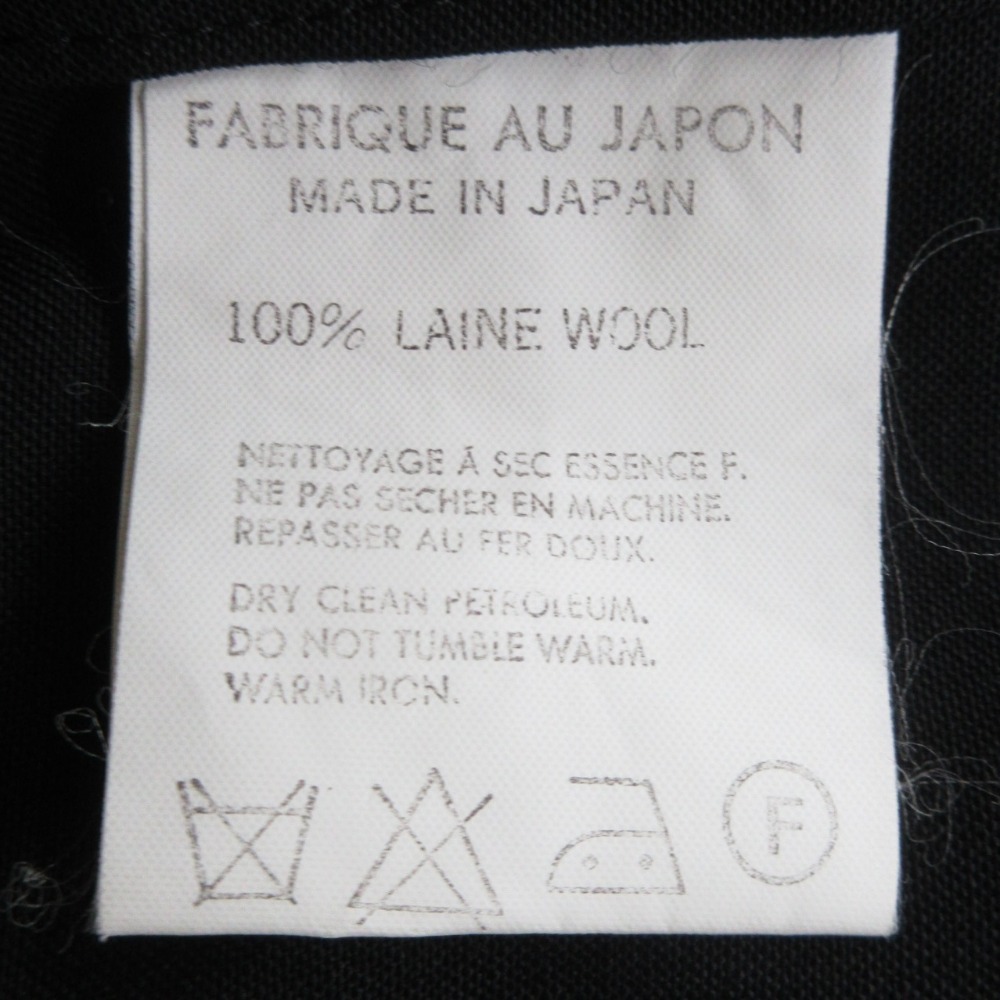 FABRIQUE AU JAPON
MADE IN JAPAN
100% LAINE WOOL
NETTOYAGE À SEC ESSENCE F.
NE PAS SECHER EN MACHINE.
REPASSER AU FER DOUX.
DRY CLEAN PETROLEUM.
DO NOT TUMBLE WARM.
WARM IRON.
F